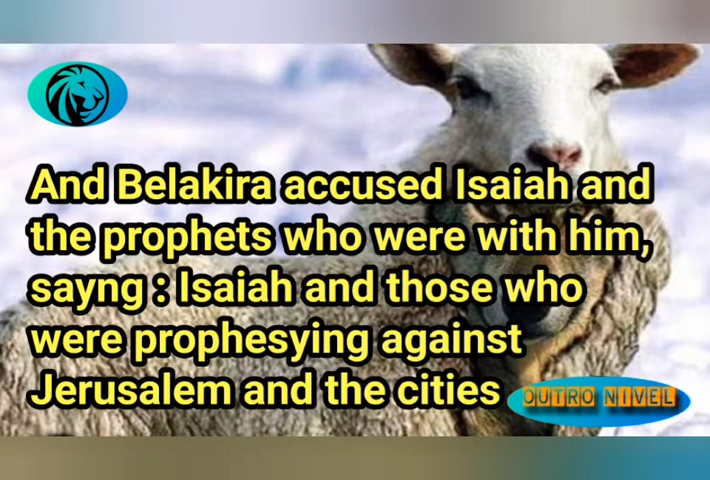 And Belakira accused Isaiah and
the prophets who were with him,
sayng : Isaiah and those who
were prophesying against
Jerusalem and the cities
OUTRO NIVEL